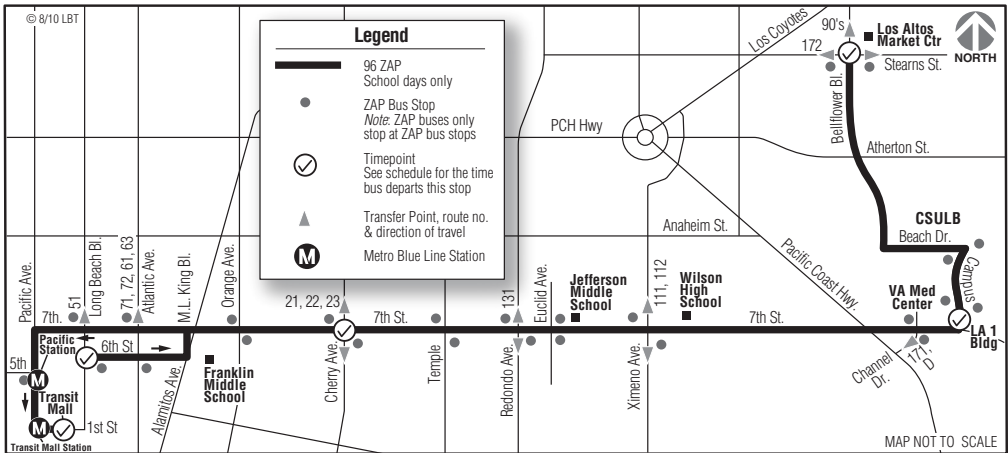 © 8/10 LBT
Legend
96 ZAP
School days only
ZAP Bus Stop
Note: ZAP buses only
stop at ZAP bus stops
Timepoint
See schedule for the time
bus departs this stop
Transfer Point, route no.
& direction of travel
M
Metro Blue Line Station
Los Coyotes
90's
172
Los Altos
Market Ctr
Stearns St.
NORTH
Bellflower Bl.
PCH Hwy
Atherton St.
Anaheim St.
Pacific Coast Hwy.
CSULB
Beach Dr.
Campus
VA Med
Center
LA 1
Bldg
Channel
Dr.
171,
D
Pacific Ave.
51
Long Beach Bl.
71, 72, 61, 63
Atlantic Ave.
M.L. King Bl.
Orange Ave.
21, 22, 23
131
Euclid Ave.
Jefferson
Middle
School
111, 112
Wilson
High
School
7th.
7th St.
7th St.
Pacific
Station
6th St
5th
M
Transit
Mall
M
1st St
Transit Mall Station
Alamitos Ave.
Franklin
Middle
School
Cherry Ave.
Temple
Redondo Ave.
Ximeno Ave.
MAP NOT TO SCALE